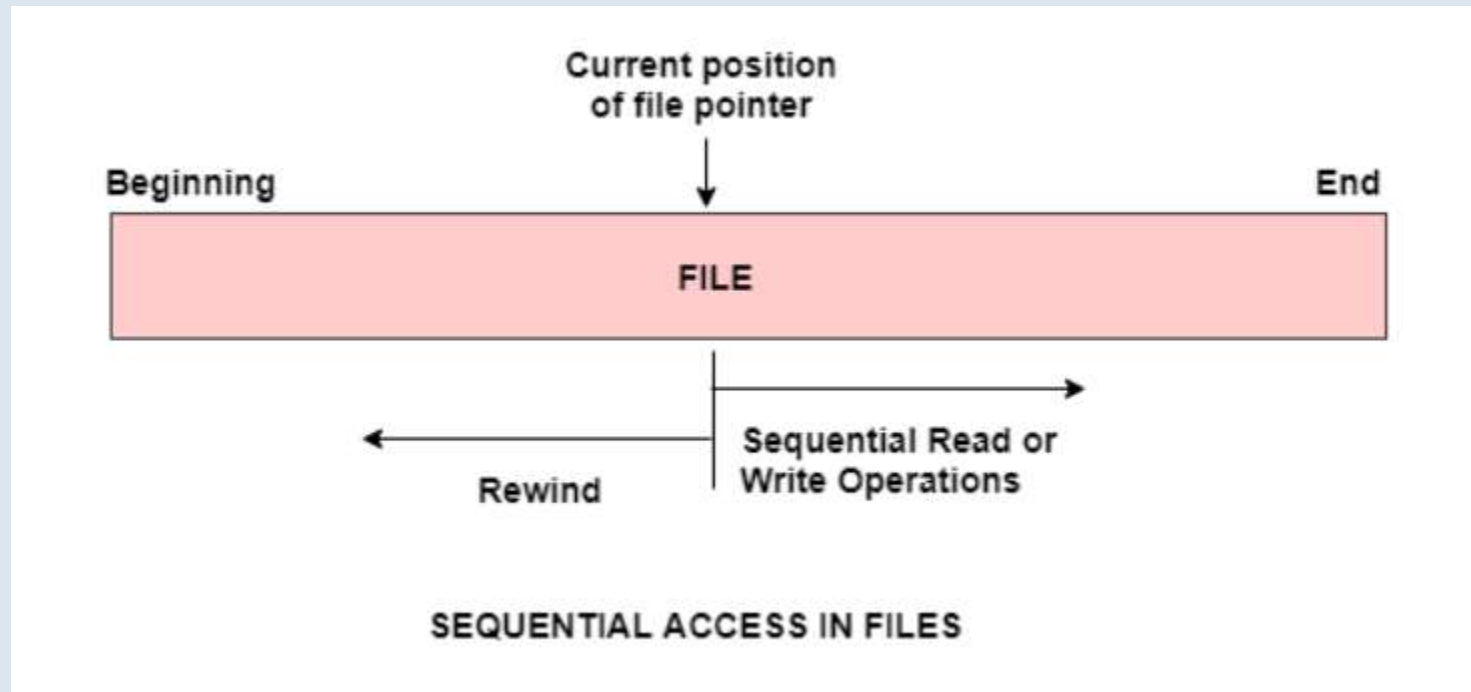 Current position
of file pointer
Beginning
End
FILE
Sequential Read or
Write Operations
Rewind
SEQUENTIAL ACCESS IN FILES